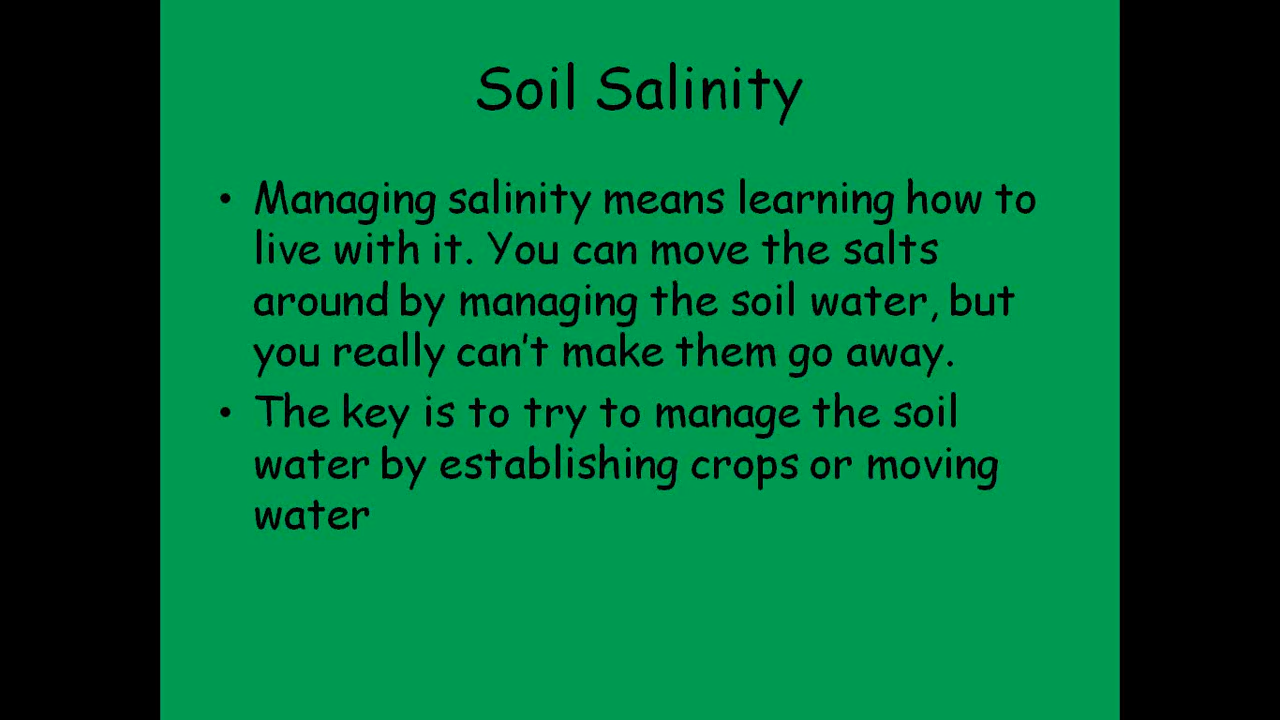 Soil Salinity
• Managing salinity means learning how to
live with it. You can move the salts
around by managing the soil water, but
you really can't make them go away.
• The key is to try to manage the soil
water by establishing crops or moving
water